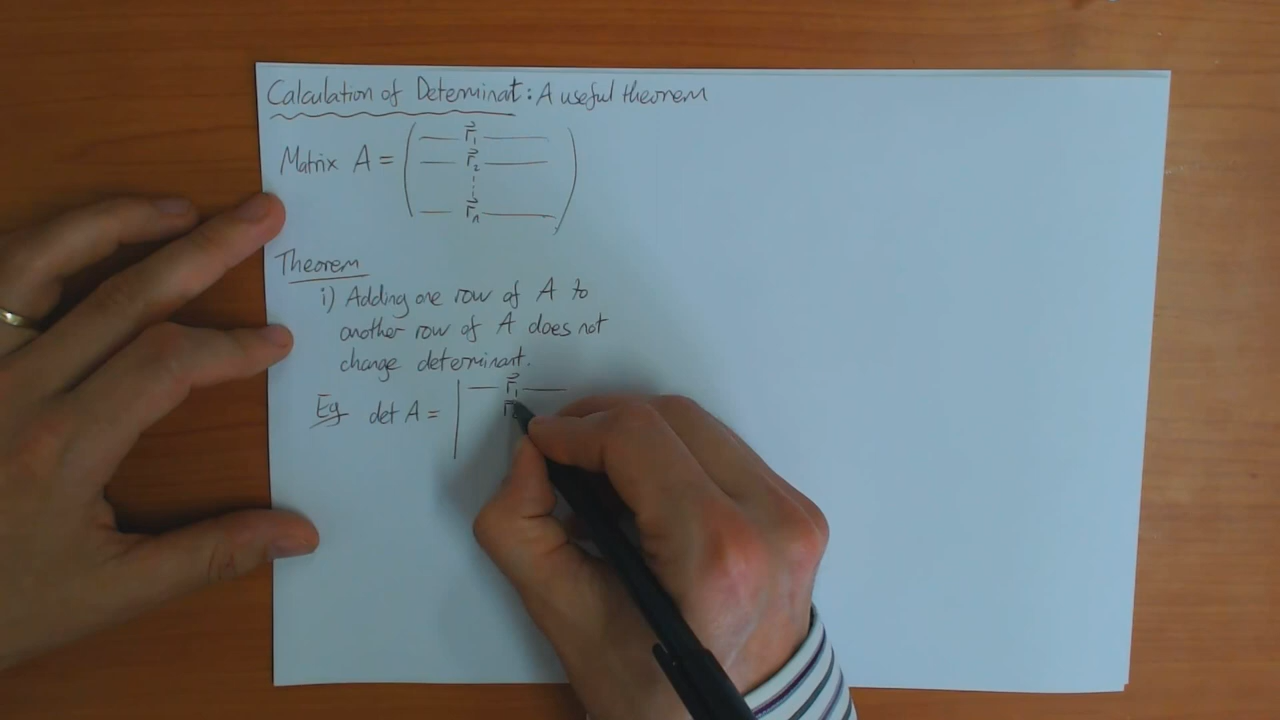 Calculation of Determinat: A useful theorem
Matrix A = ( — r⃗₁ —
— r⃗₂ —
⋮
— r⃗ₙ — )
Theorem
i) Adding one row of A to
another row of A does not
change determinant.
Eg det A = | — r⃗₁ —
r⃗